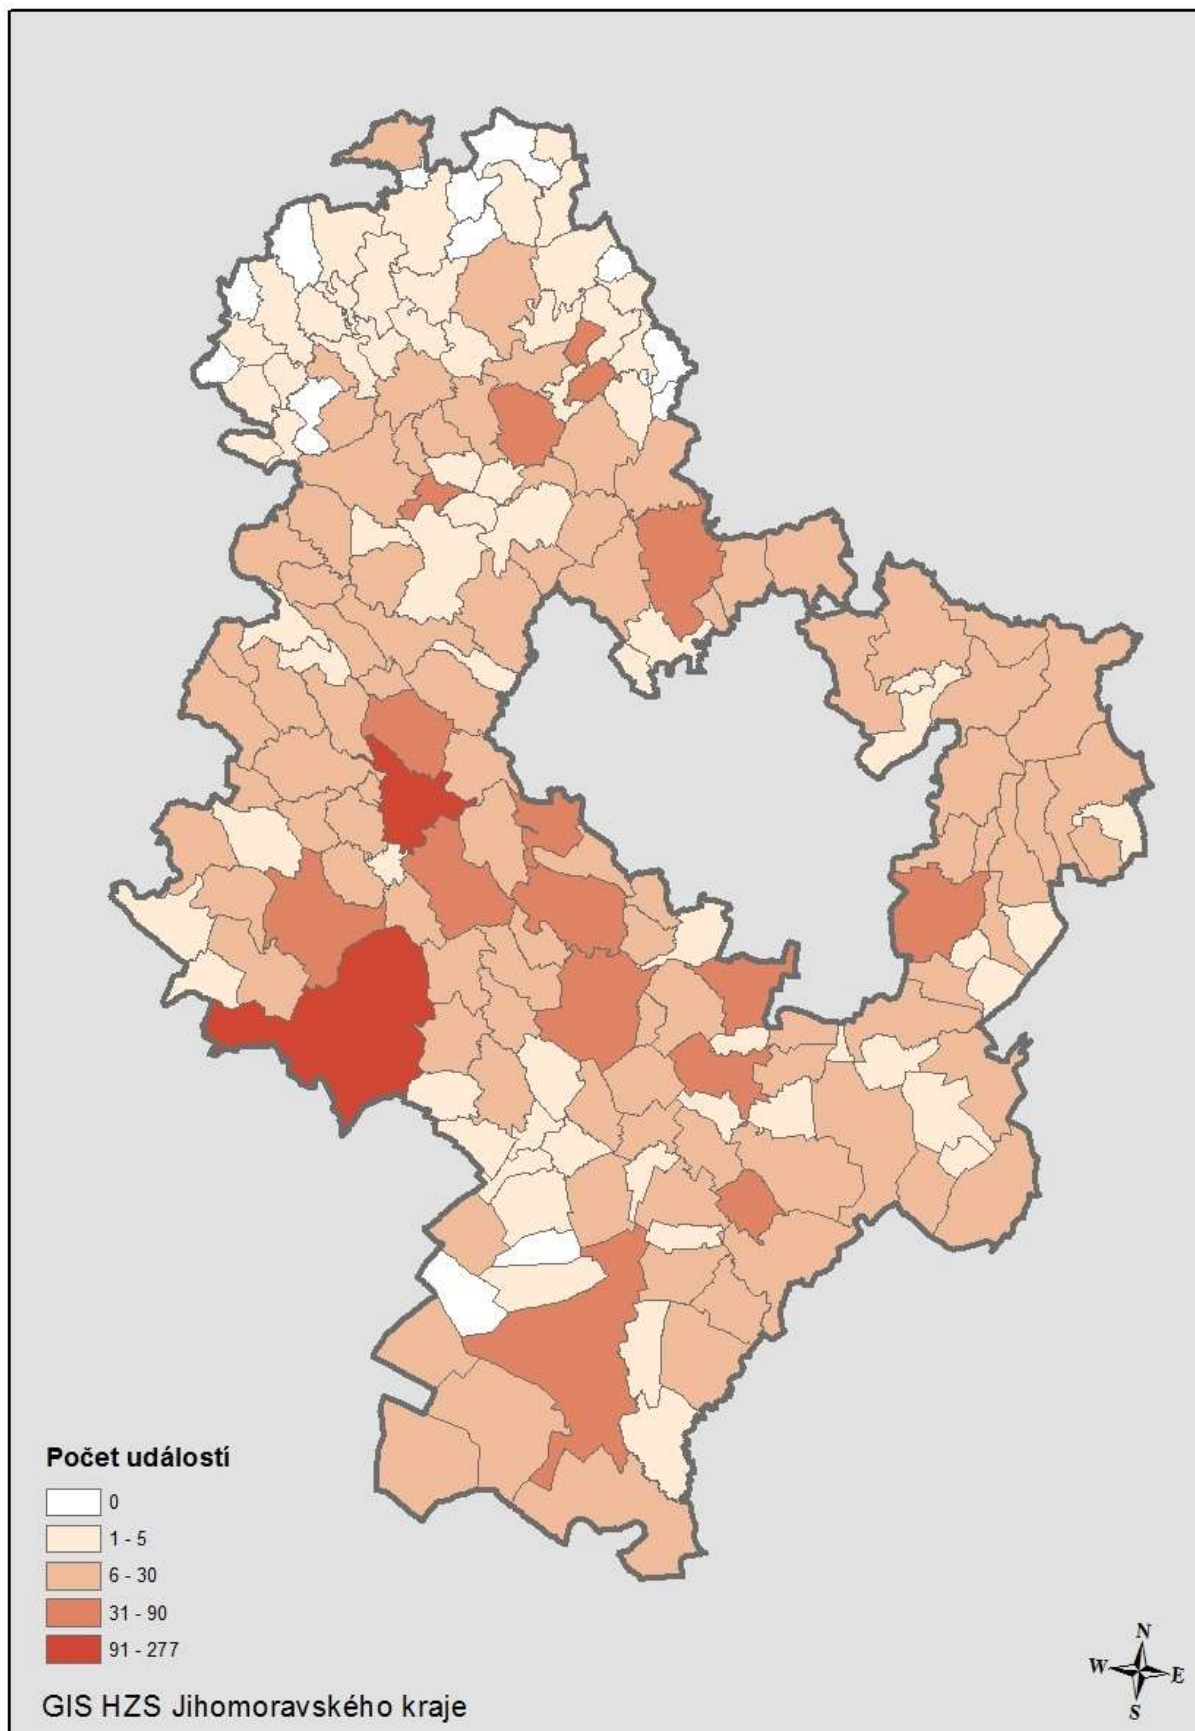 Počet událostí
0
1 - 5
6 - 30
31 - 90
91 - 277
GIS HZS Jihomoravského kraje
N
W E
S